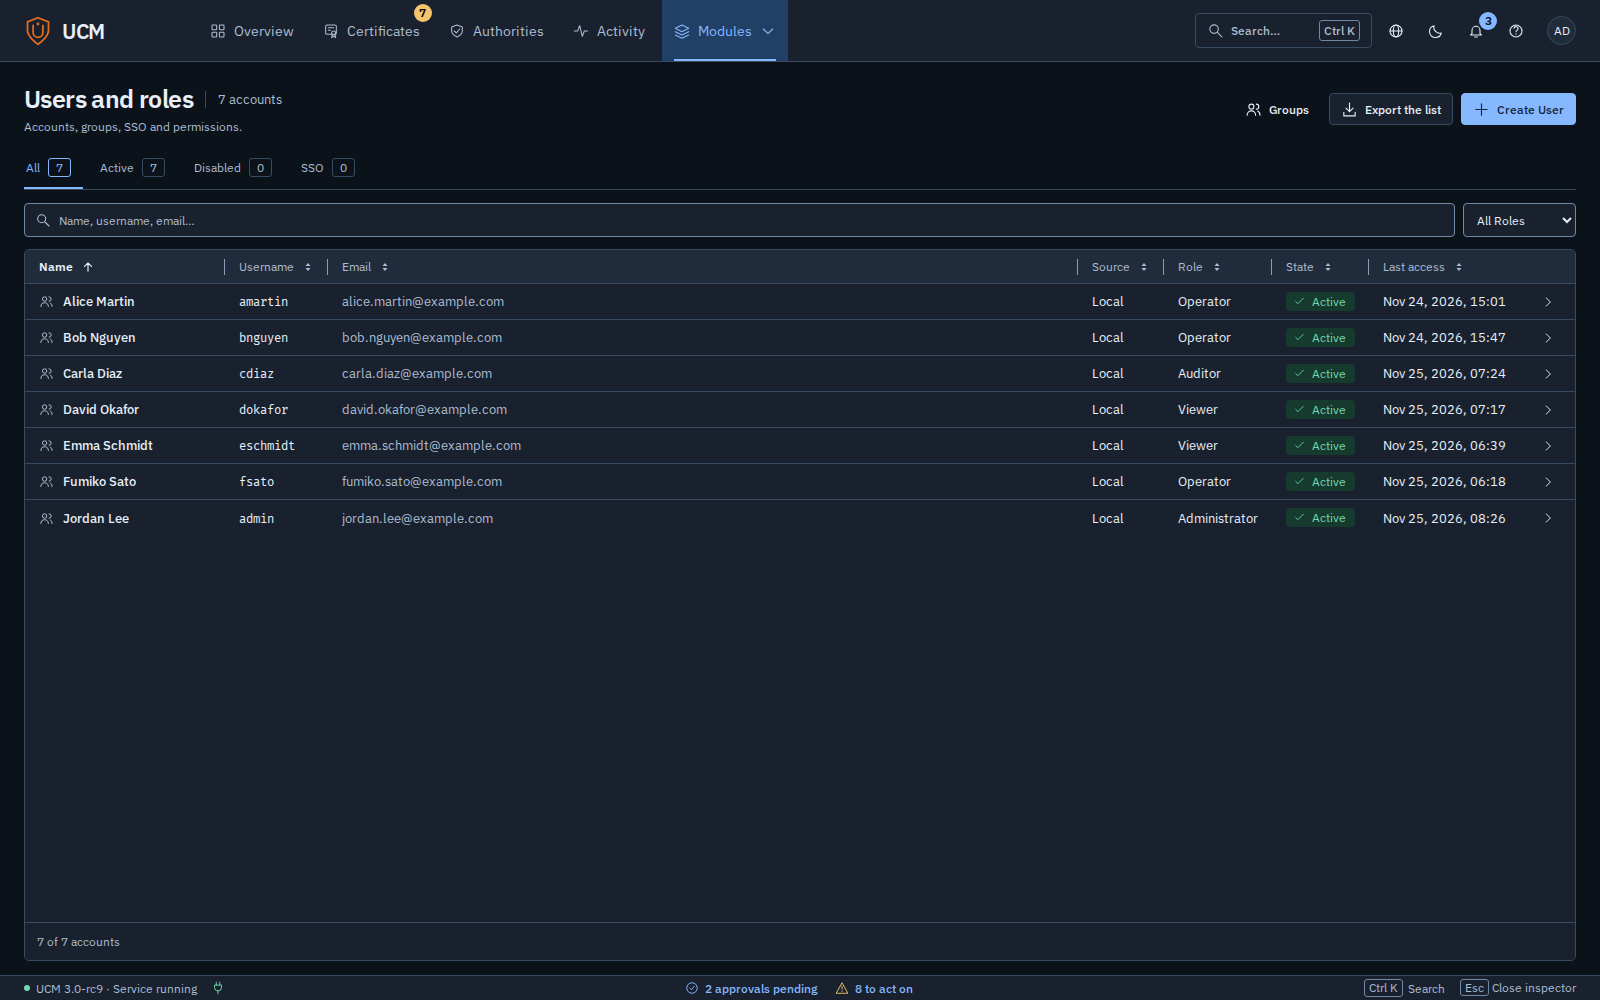 UCM Overview Certificates 7 Authorities Activity Modules Search... Ctrl K 3 AD
Users and roles 7 accounts
Accounts, groups, SSO and permissions.
Groups Export the list Create User
All 7 Active 7 Disabled 0 SSO 0
Name, username, email... All Roles
Name Username Email Source Role State Last access
Alice Martin amartin alice.martin@example.com Local Operator Active Nov 24, 2026, 15:01
Bob Nguyen bnguyen bob.nguyen@example.com Local Operator Active Nov 24, 2026, 15:47
Carla Diaz cdiaz carla.diaz@example.com Local Auditor Active Nov 25, 2026, 07:24
David Okafor dokafor david.okafor@example.com Local Viewer Active Nov 25, 2026, 07:17
Emma Schmidt eschmidt emma.schmidt@example.com Local Viewer Active Nov 25, 2026, 06:39
Fumiko Sato fsato fumiko.sato@example.com Local Operator Active Nov 25, 2026, 06:18
Jordan Lee admin jordan.lee@example.com Local Administrator Active Nov 25, 2026, 08:26
7 of 7 accounts
UCM 3.0-rc9 · Service running 2 approvals pending 8 to act on Ctrl K Search Esc Close inspector